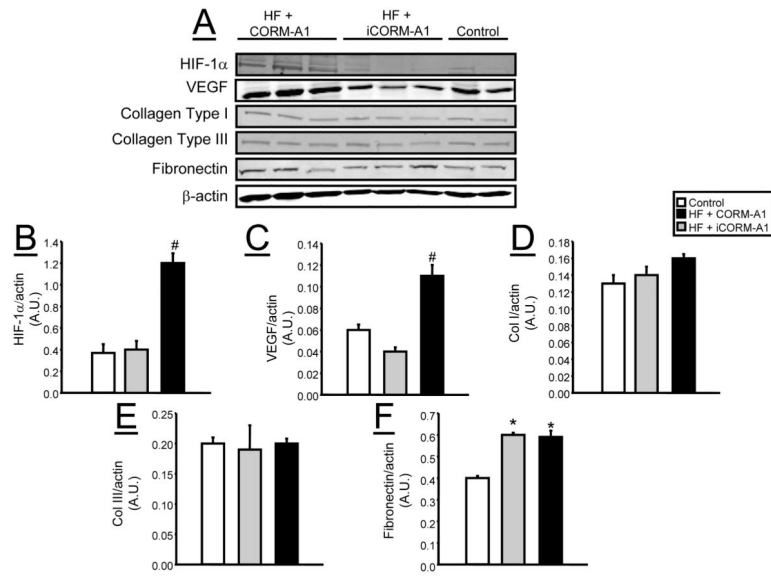 A
HF +
CORM-A1
HF +
iCORM-A1
Control
HIF-1α
VEGF
Collagen Type I
Collagen Type III
Fibronectin
β-actin
Control
HF + CORM-A1
HF + iCORM-A1
B
HIF-1α/actin
(A.U.)
1.4
1.2
1.0
0.8
0.6
0.4
0.2
0.0
#
C
VEGF/actin
(A.U.)
0.14
0.12
0.10
0.08
0.06
0.04
0.02
0.00
#
D
Col I/actin
(A.U.)
0.18
0.16
0.14
0.12
0.10
0.08
0.06
0.04
0.02
0.00
E
Col III/actin
(A.U.)
0.25
0.20
0.15
0.10
0.05
0.00
F
Fibronectin/actin
(A.U.)
0.7
0.6
0.5
0.4
0.3
0.2
0.1
0.0
*
*